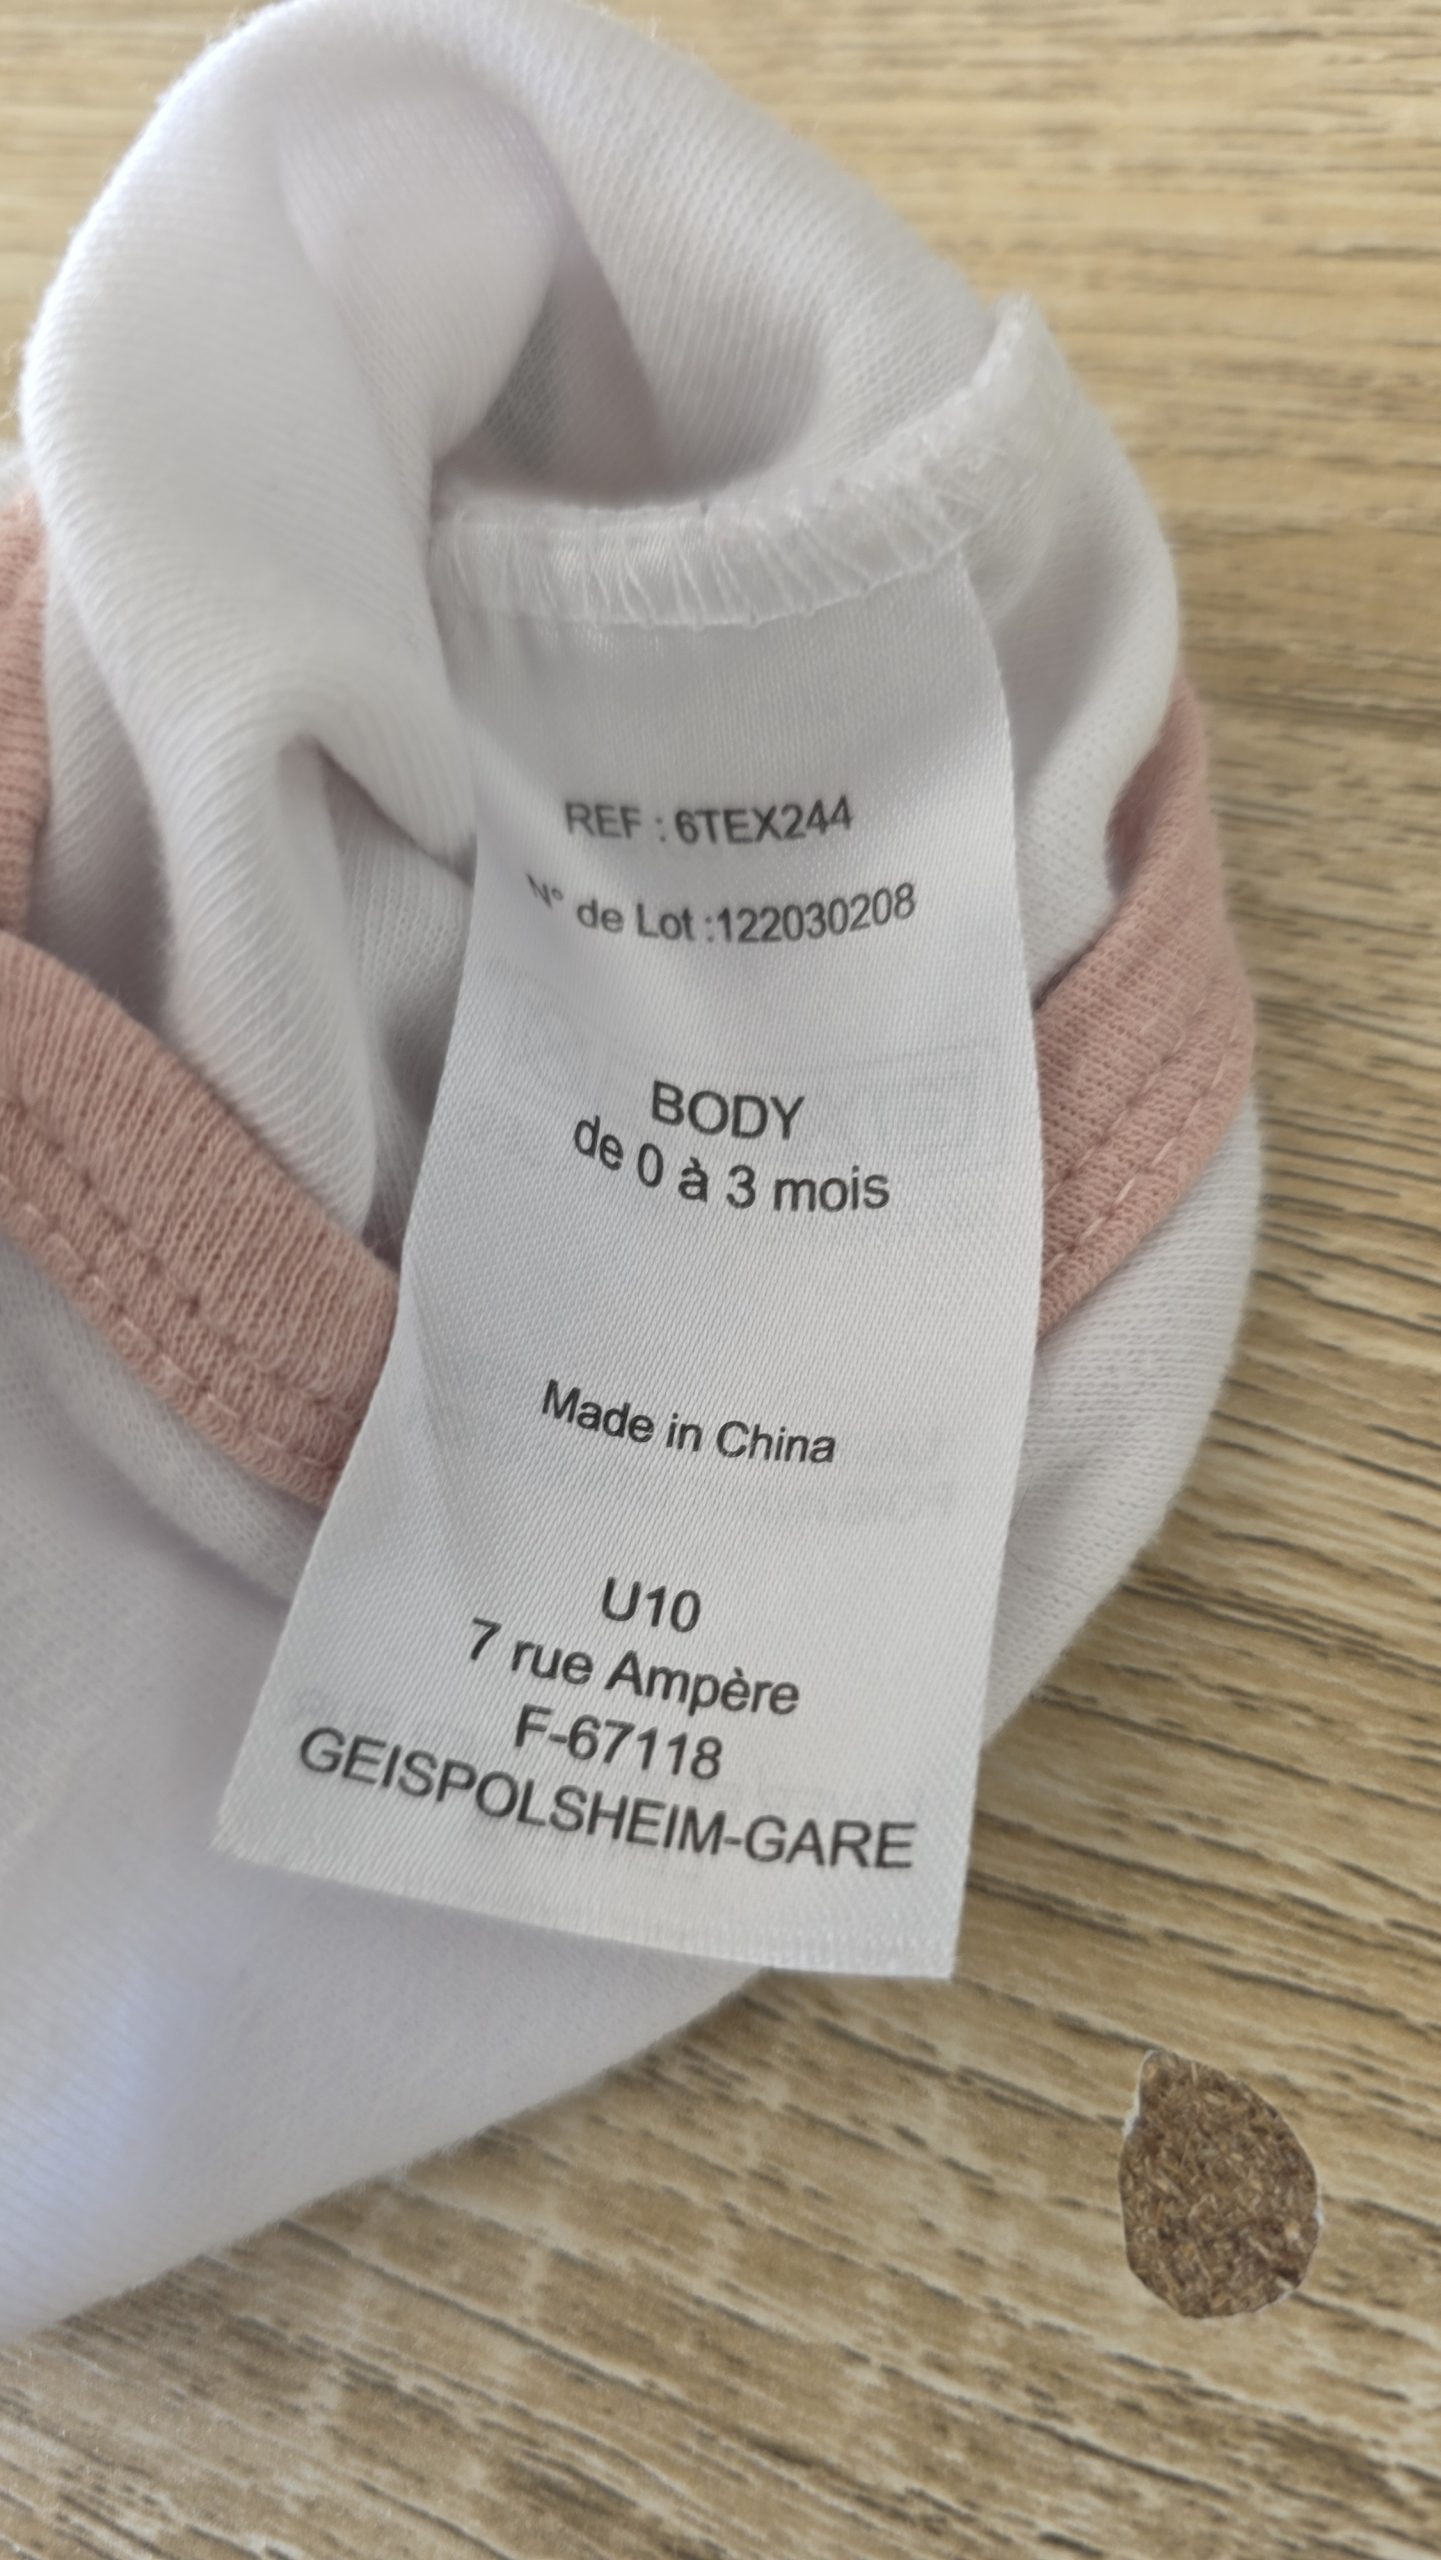 REF : 6TEX244
N° de Lot :122030208
BODY
de 0 à 3 mois
Made in China
U10
7 rue Ampère
F-67118
GEISPOLSHEIM-GARE